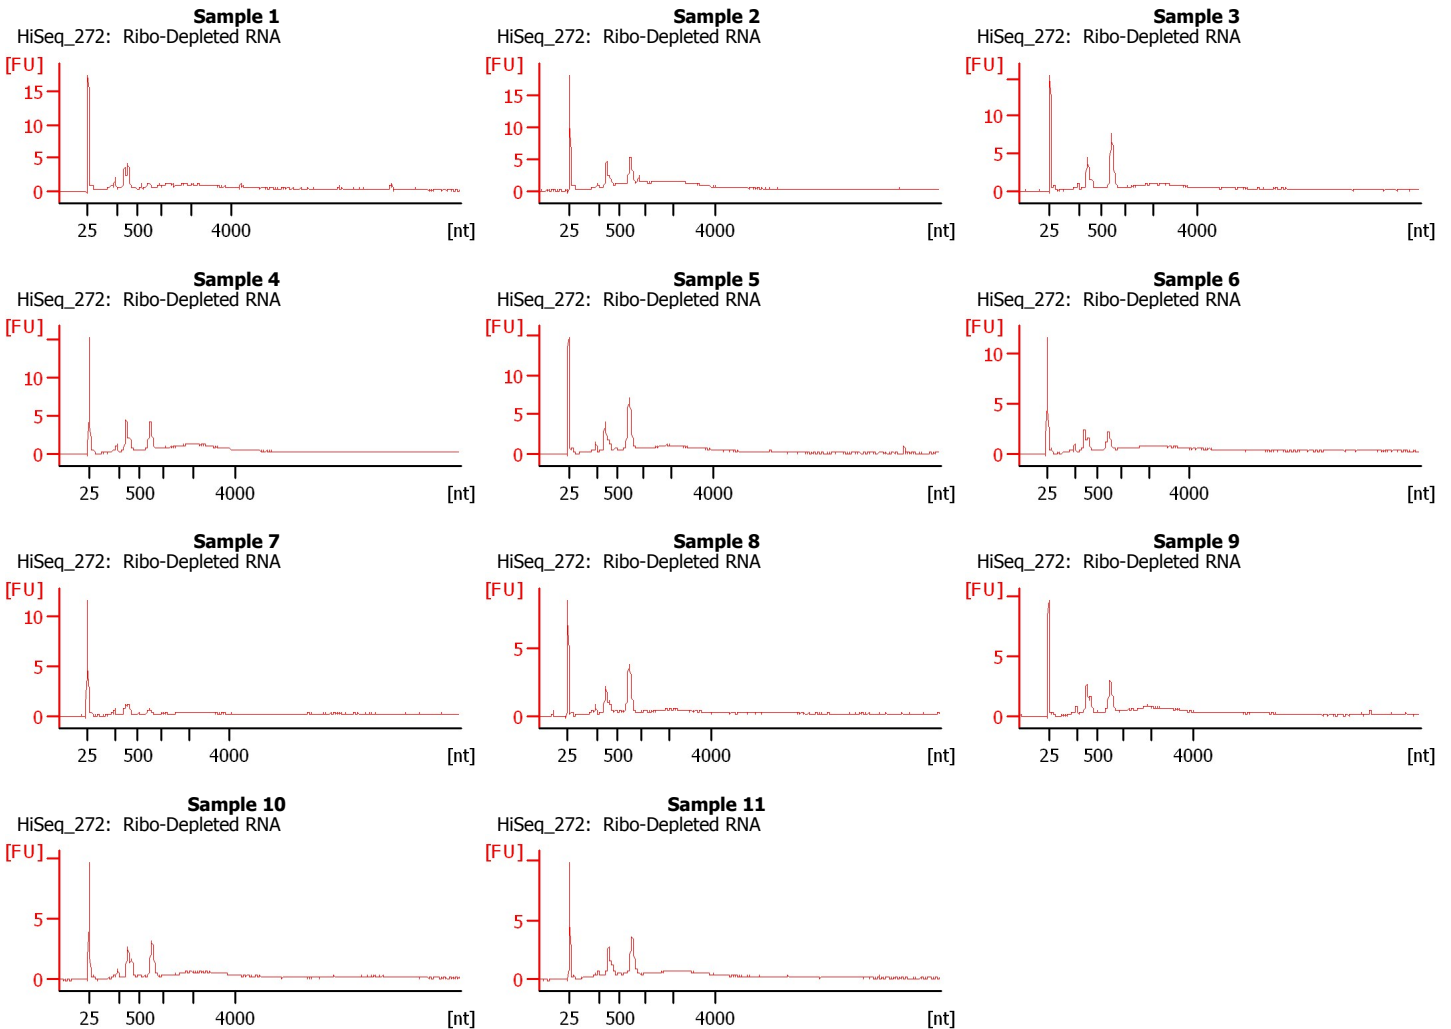 Sample 1
HiSeq_272: Ribo-Depleted RNA
[FU]
15
10
5
0
25 500 4000 [nt]
Sample 2
HiSeq_272: Ribo-Depleted RNA
[FU]
15
10
5
0
25 500 4000 [nt]
Sample 3
HiSeq_272: Ribo-Depleted RNA
[FU]
10
5
0
25 500 4000 [nt]
Sample 4
HiSeq_272: Ribo-Depleted RNA
[FU]
10
5
0
25 500 4000 [nt]
Sample 5
HiSeq_272: Ribo-Depleted RNA
[FU]
10
5
0
25 500 4000 [nt]
Sample 6
HiSeq_272: Ribo-Depleted RNA
[FU]
10
5
0
25 500 4000 [nt]
Sample 7
HiSeq_272: Ribo-Depleted RNA
[FU]
10
5
0
25 500 4000 [nt]
Sample 8
HiSeq_272: Ribo-Depleted RNA
[FU]
5
0
25 500 4000 [nt]
Sample 9
HiSeq_272: Ribo-Depleted RNA
[FU]
5
0
25 500 4000 [nt]
Sample 10
HiSeq_272: Ribo-Depleted RNA
[FU]
5
0
25 500 4000 [nt]
Sample 11
HiSeq_272: Ribo-Depleted RNA
[FU]
5
0
25 500 4000 [nt]